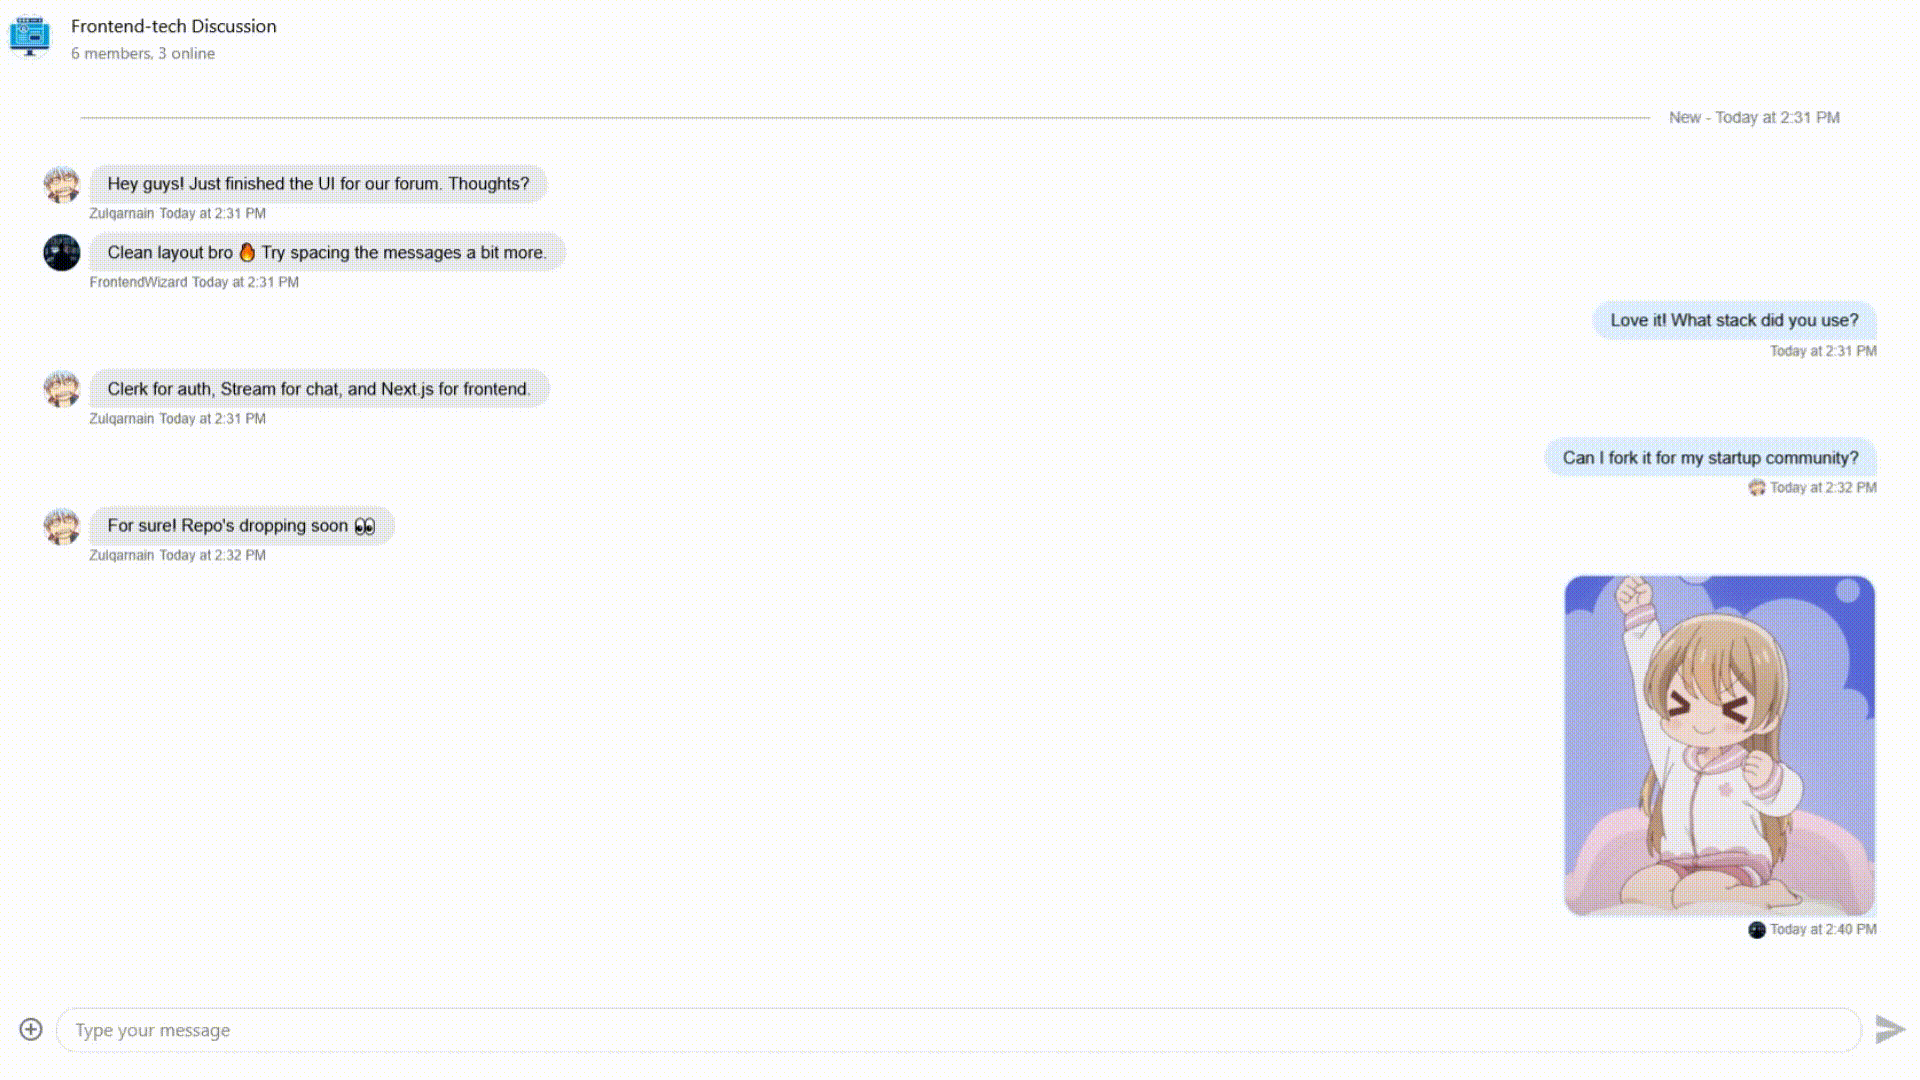 Frontend-tech Discussion
6 members, 3 online
New - Today at 2:31 PM
Hey guys! Just finished the UI for our forum. Thoughts?
Zulqarnain Today at 2:31 PM
Clean layout bro 🔥 Try spacing the messages a bit more.
FrontendWizard Today at 2:31 PM
Love it! What stack did you use?
Today at 2:31 PM
Clerk for auth, Stream for chat, and Next.js for frontend.
Zulqarnain Today at 2:31 PM
Can I fork it for my startup community?
Today at 2:32 PM
For sure! Repo's dropping soon 👀
Zulqarnain Today at 2:32 PM
Today at 2:40 PM
Type your message